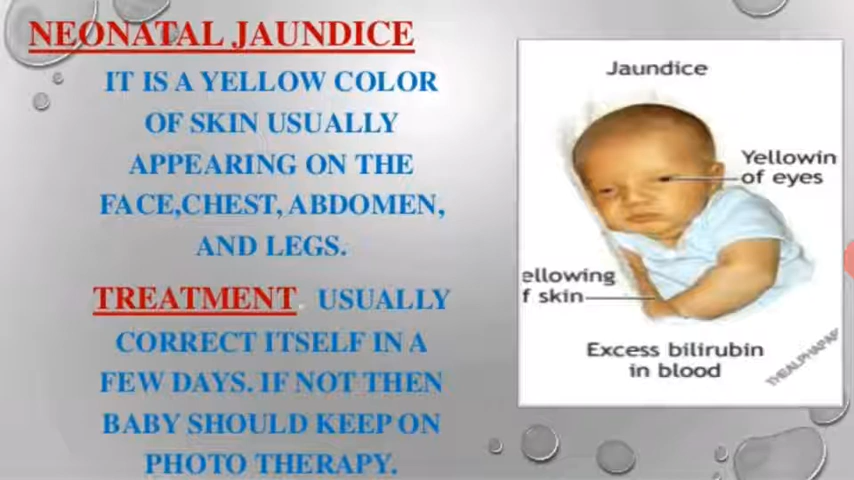 NEONATAL JAUNDICE
IT IS A YELLOW COLOR
OF SKIN USUALLY
APPEARING ON THE
FACE,CHEST, ABDOMEN,
AND LEGS.
TREATMENT. USUALLY
CORRECT ITSELF IN A
FEW DAYS. IF NOT THEN
BABY SHOULD KEEP ON
PHOTO THERAPY.
Jaundice
Yellowin
of eyes
ellowing
f skin
Excess bilirubin
in blood
THEALPHAPAR